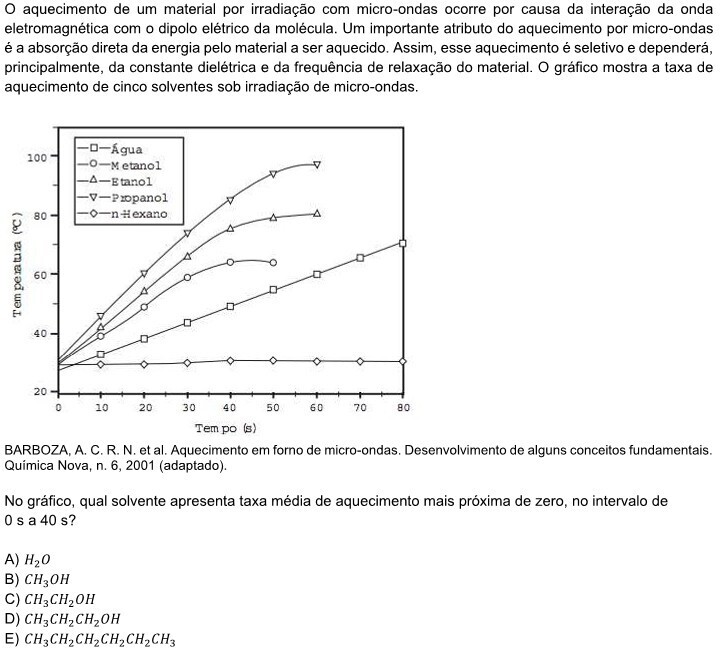 O aquecimento de um material por irradiação com micro-ondas ocorre por causa da interação da onda
eletromagnética com o dipolo elétrico da molécula. Um importante atributo do aquecimento por micro-ondas
é a absorção direta da energia pelo material a ser aquecido. Assim, esse aquecimento é seletivo e dependerá,
principalmente, da constante dielétrica e da frequência de relaxação do material. O gráfico mostra a taxa de
aquecimento de cinco solventes sob irradiação de micro-ondas.
Água
Metanol
Etanol
Propanol
n-Hexano
Temperatura (ºC)
100
80
60
40
20
0 10 20 30 40 50 60 70 80
Tempo (s)
BARBOZA, A. C. R. N. et al. Aquecimento em forno de micro-ondas. Desenvolvimento de alguns conceitos fundamentais.
Química Nova, n. 6, 2001 (adaptado).
No gráfico, qual solvente apresenta taxa média de aquecimento mais próxima de zero, no intervalo de
0 s a 40 s?
A) H₂O
B) CH₃OH
C) CH₃CH₂OH
D) CH₃CH₂CH₂OH
E) CH₃CH₂CH₂CH₂CH₂CH₃